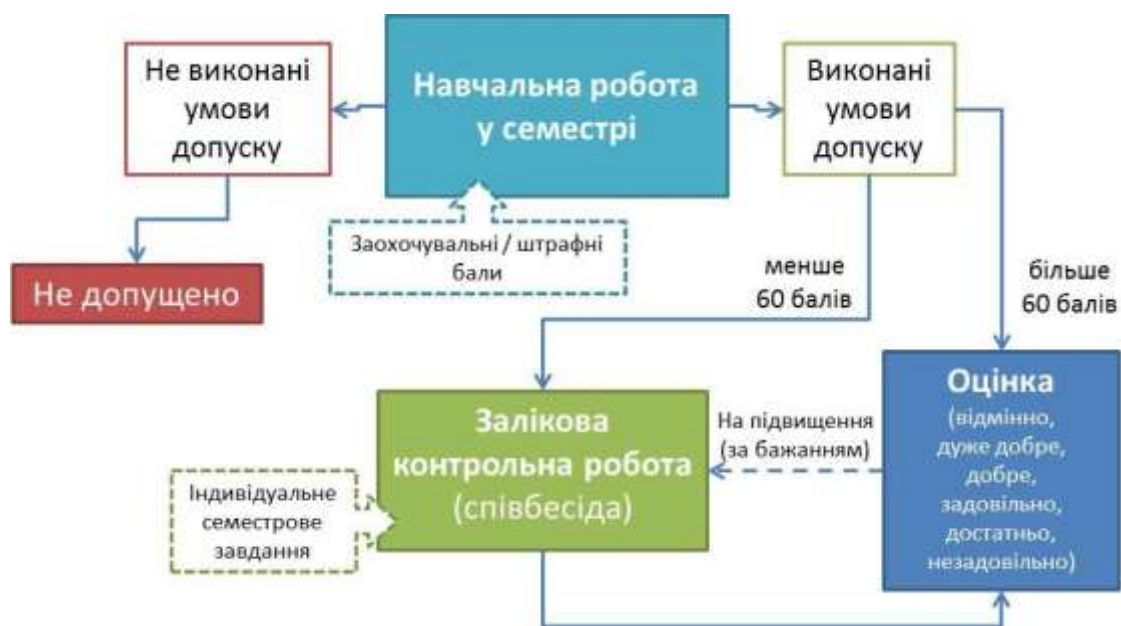 Не виконані
умови
допуску
Навчальна робота
у семестрі
Виконані
умови
допуску
Заохочувальні / штрафні
бали
Не допущено
менше
60 балів
більше
60 балів
Залікова
контрольна робота
(співбесіда)
На підвищення
(за бажанням)
Оцінка
(відмінно,
дуже добре,
добре,
задовільно,
достатньо,
незадовільно)
Індивідуальне
семестрове
завдання